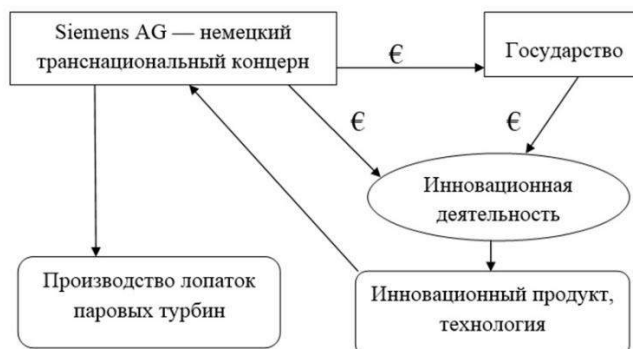 Siemens AG — немецкий
транснациональный концерн
€
Государство
€
€
Инновационная
деятельность
Производство лопаток
паровых турбин
Инновационный продукт,
технология